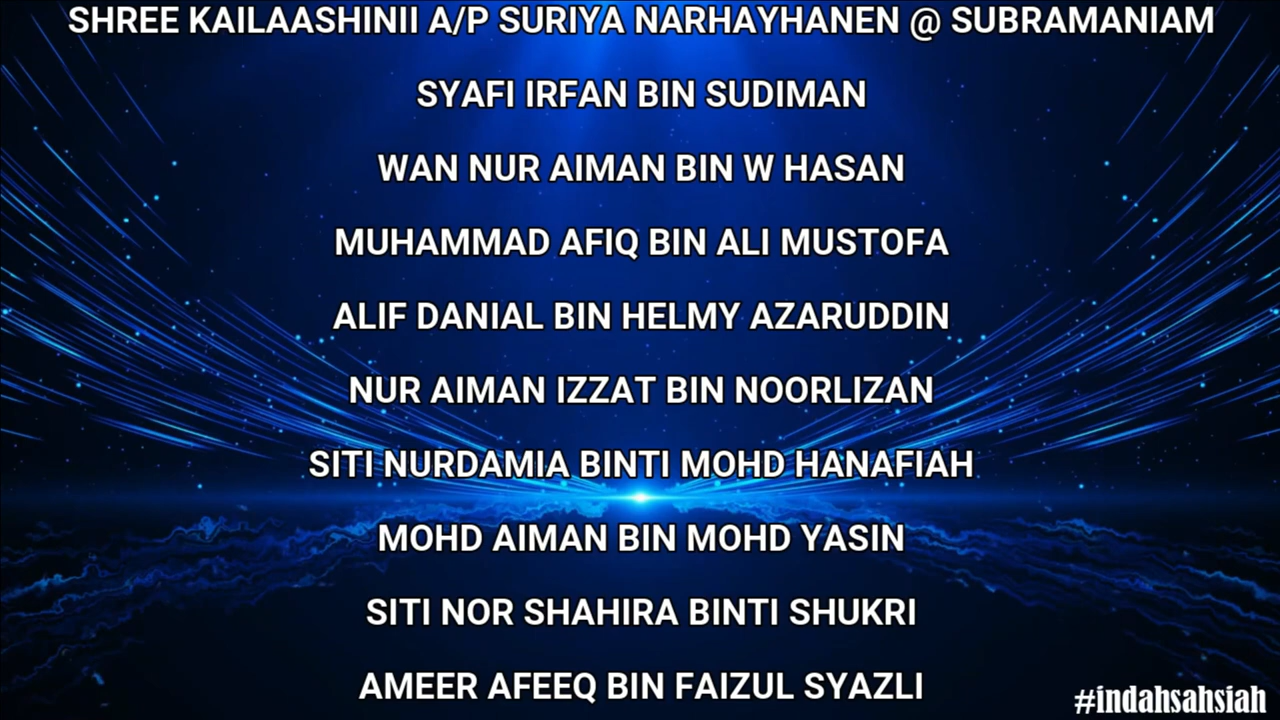 SHREE KAILAASHINII A/P SURIYA NARHAYHANEN @ SUBRAMANIAM
SYAFI IRFAN BIN SUDIMAN
WAN NUR AIMAN BIN W HASAN
MUHAMMAD AFIQ BIN ALI MUSTOFA
ALIF DANIAL BIN HELMY AZARUDDIN
NUR AIMAN IZZAT BIN NOORLIZAN
SITI NURDAMIA BINTI MOHD HANAFIAH
MOHD AIMAN BIN MOHD YASIN
SITI NOR SHAHIRA BINTI SHUKRI
AMEER AFEEQ BIN FAIZUL SYAZLI
#indahsahsiah